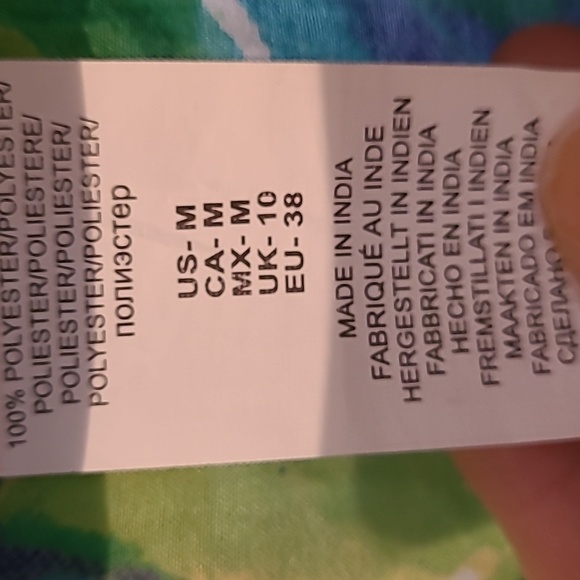 100% POLYESTER/POLYESTER/
POLIESTER/POLIESTERE/
POLIESTER/POLIESTER/
POLYESTER/POLIESTER/
полиэстер
US- M
CA- M
MX- M
UK- 10
EU- 38
MADE IN INDIA
FABRIQUÉ AU INDE
HERGESTELLT IN INDIEN
FABBRICATI IN INDIA
HECHO EN INDIA
FREMSTILLATI I INDIEN
MAAKTEN IN INDIA
FABRICADO EM INDIA